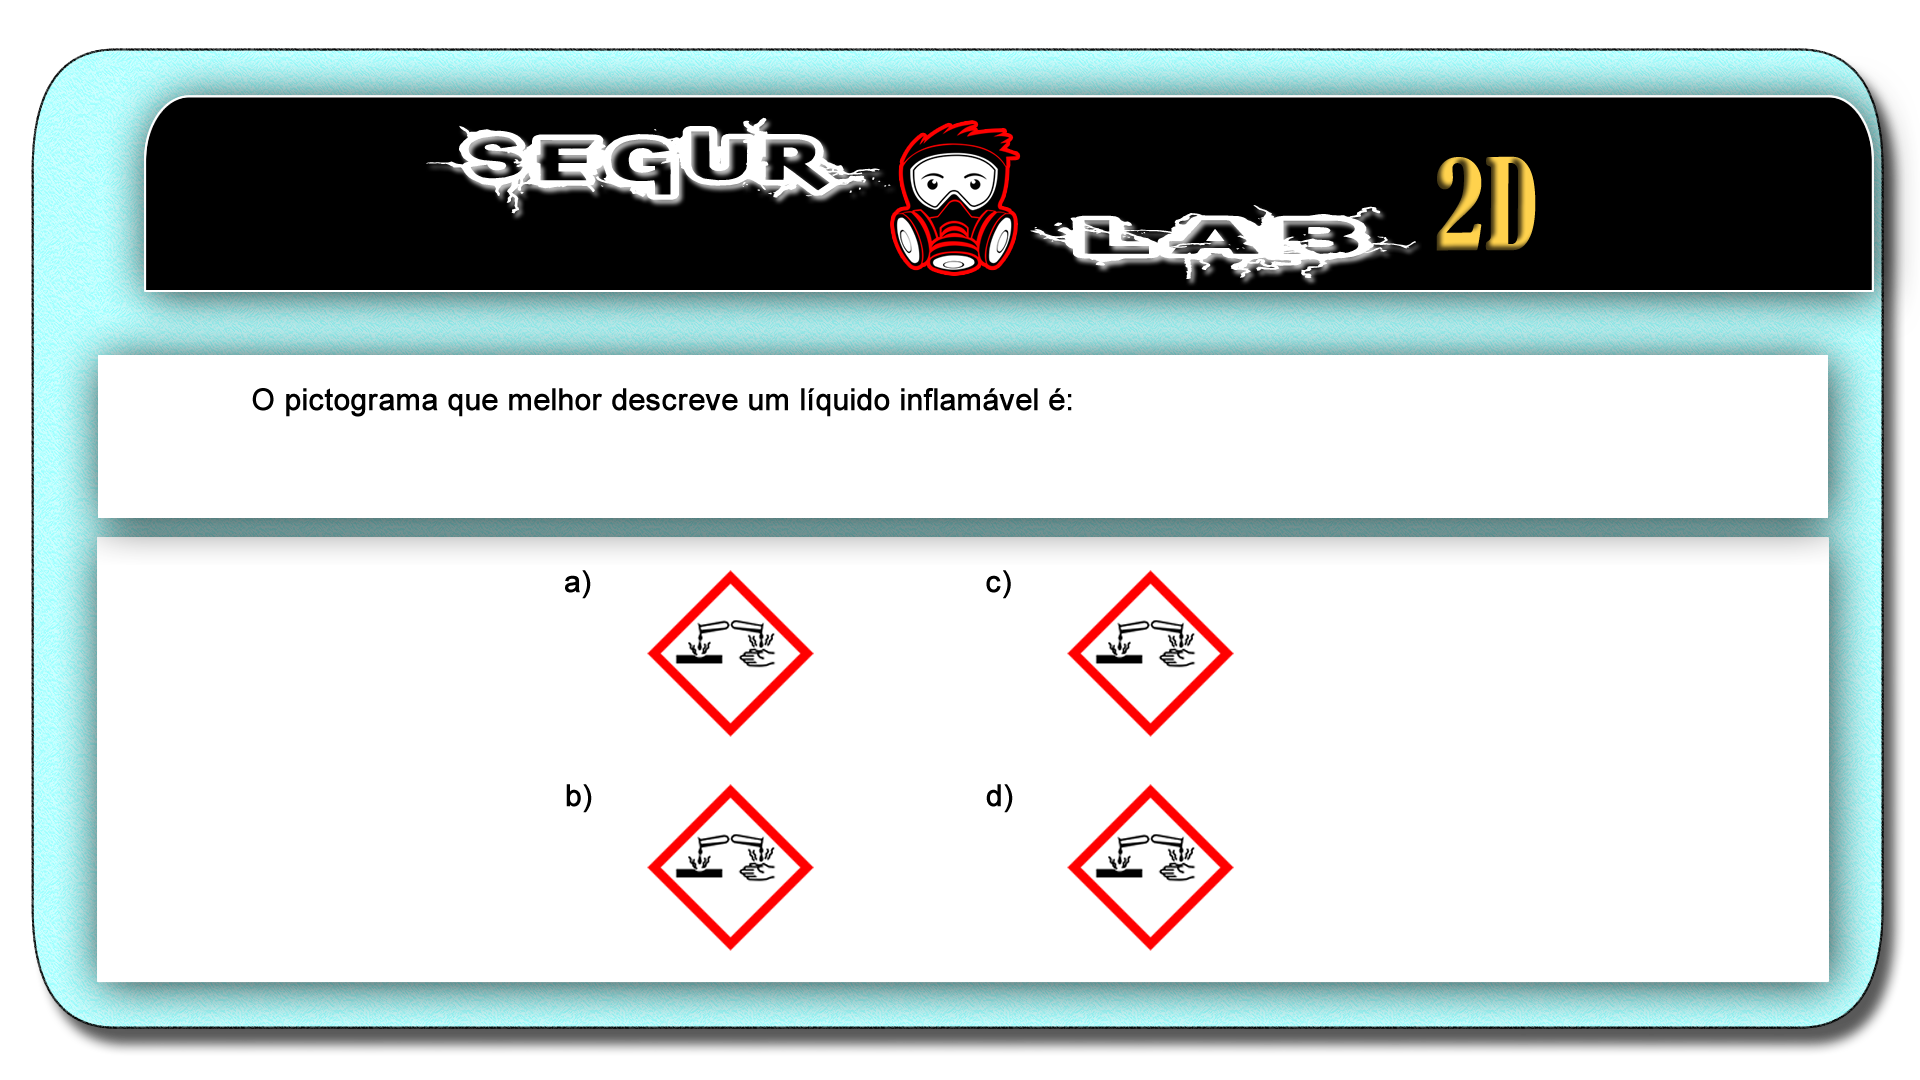 SEGUR
LAB 2D
O pictograma que melhor descreve um líquido inflamável é:
a)
c)
b)
d)